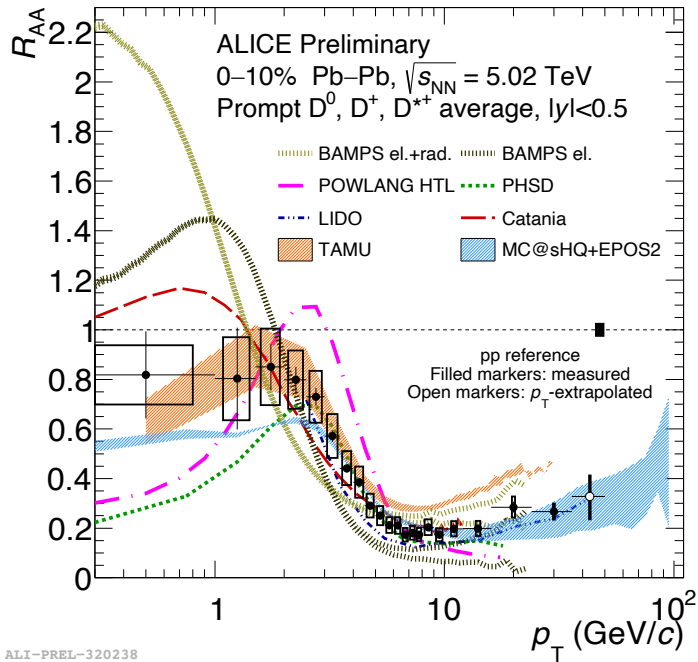 R_AA
2.2
2
1.8
1.6
1.4
1.2
1
0.8
0.6
0.4
0.2
0
ALICE Preliminary
0–10% Pb–Pb, √s_NN = 5.02 TeV
Prompt D⁰, D⁺, D*⁺ average, |y|<0.5
BAMPS el.+rad. BAMPS el.
POWLANG HTL PHSD
LIDO Catania
TAMU MC@sHQ+EPOS2
pp reference
Filled markers: measured
Open markers: p_T-extrapolated
1 10 10²
p_T (GeV/c)
ALI-PREL-320238